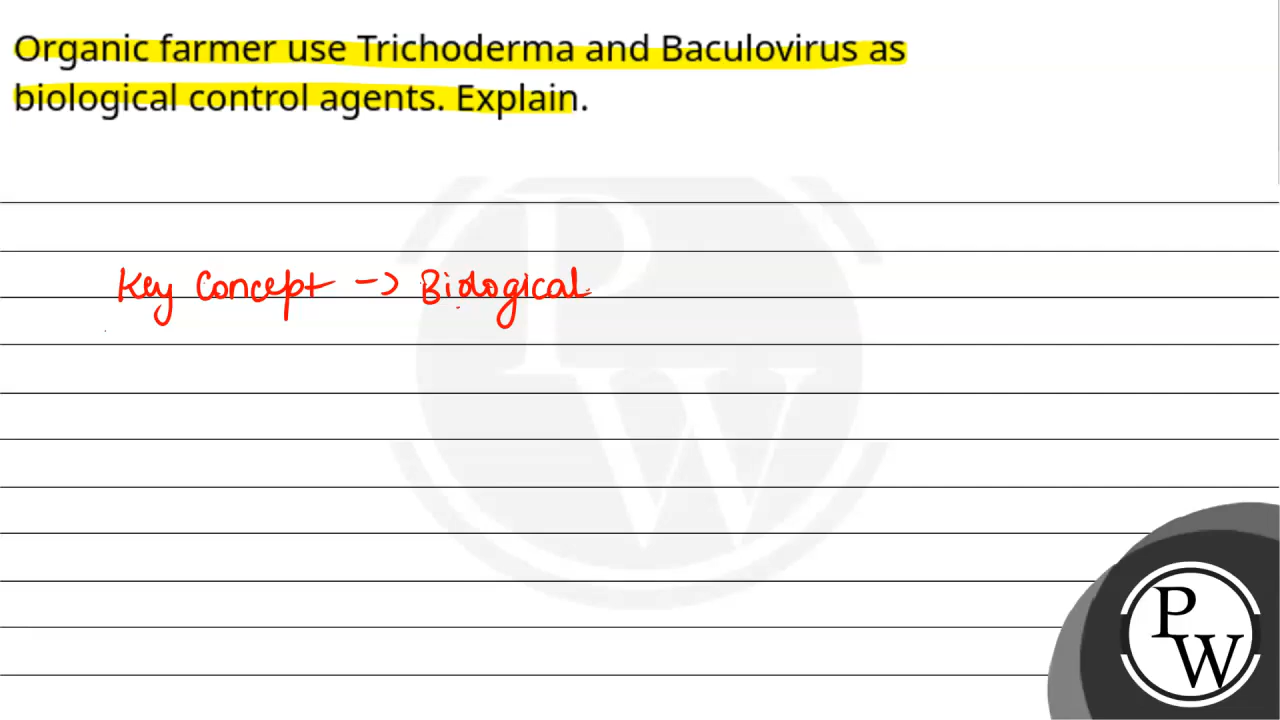 Organic farmer use Trichoderma and Baculovirus as
biological control agents. Explain.
Key Concept -> Biological
P
W
P
W